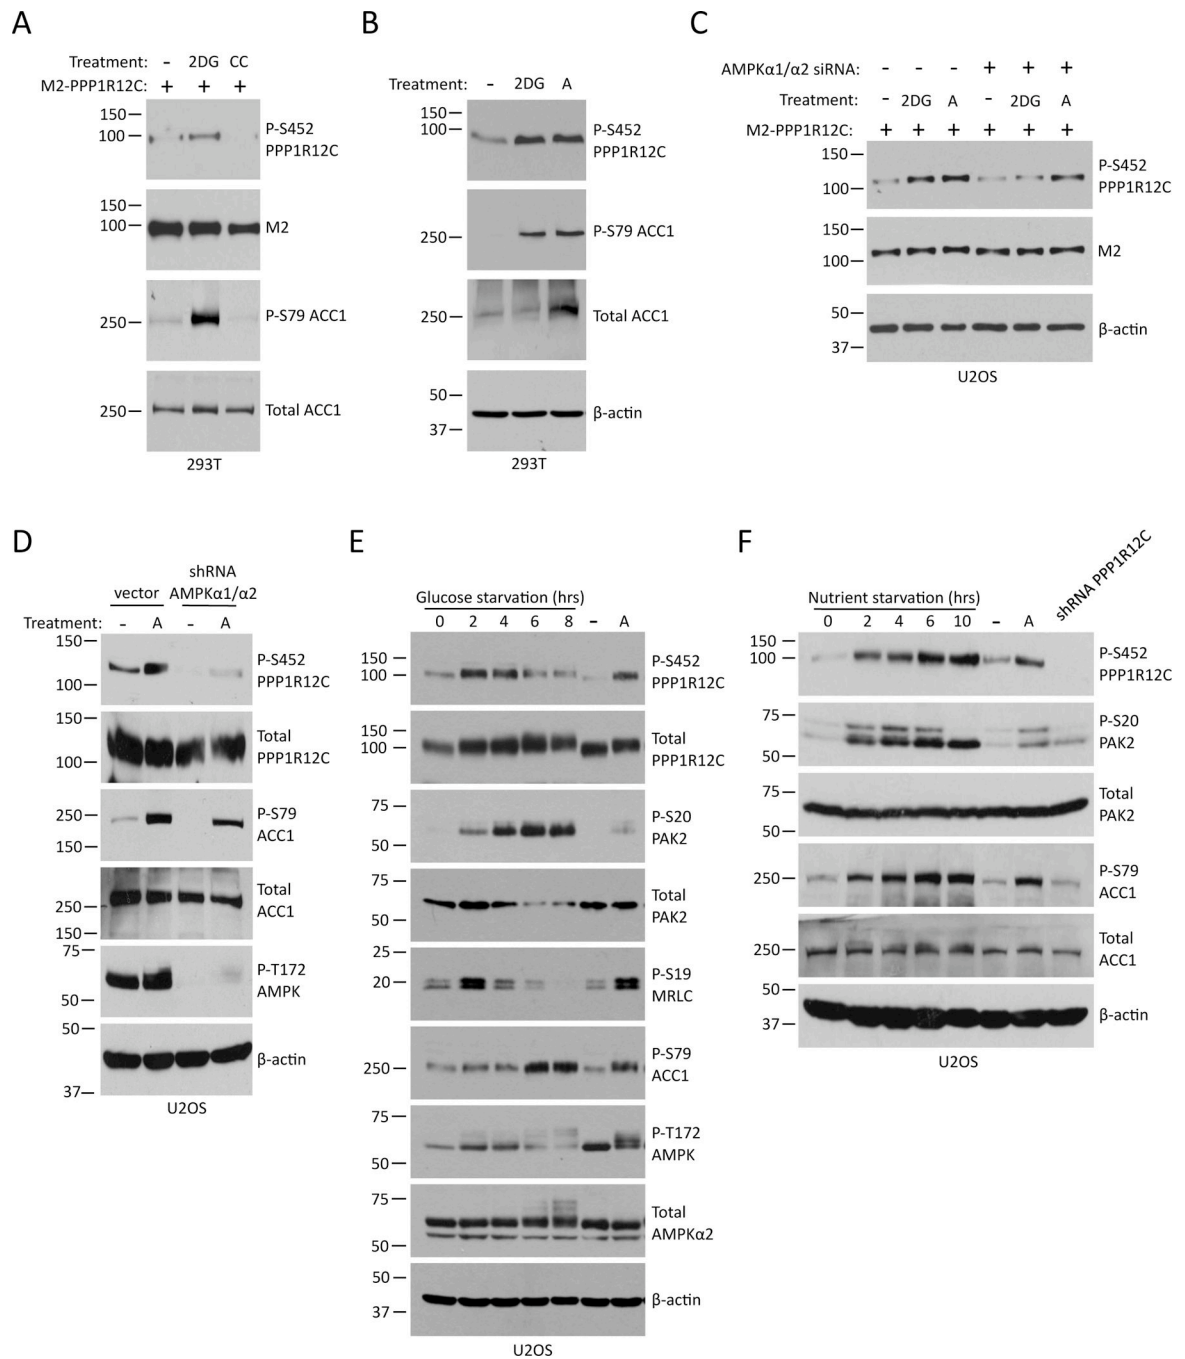 A
Treatment: - 2DG CC
M2-PPP1R12C: + + +
150
100
P-S452
PPP1R12C
150
100
M2
250
P-S79 ACC1
250
Total ACC1
293T
B
Treatment: - 2DG A
150
100
P-S452
PPP1R12C
250
P-S79 ACC1
250
Total ACC1
50
37
β-actin
293T
C
AMPKα1/α2 siRNA: - - - + + +
Treatment: - 2DG A - 2DG A
M2-PPP1R12C: + + + + + +
150
100
P-S452
PPP1R12C
150
100
M2
50
37
β-actin
U2OS
D
shRNA
vector AMPKα1/α2
Treatment: - A - A
150
100
P-S452
PPP1R12C
150
100
Total
PPP1R12C
250
150
P-S79
ACC1
250
150
Total
ACC1
75
50
P-T172
AMPK
50
37
β-actin
U2OS
E
Glucose starvation (hrs)
0 2 4 6 8 - A
150
100
P-S452
PPP1R12C
150
100
Total
PPP1R12C
75
50
P-S20
PAK2
75
50
Total
PAK2
25
20
P-S19
MRLC
250
P-S79
ACC1
75
50
P-T172
AMPK
75
50
Total
AMPKα2
50
37
β-actin
U2OS
F
Nutrient starvation (hrs)
0 2 4 6 10 - A shRNA PPP1R12C
150
100
P-S452
PPP1R12C
75
50
P-S20
PAK2
75
50
Total
PAK2
250
P-S79
ACC1
250
Total
ACC1
50
37
β-actin
U2OS